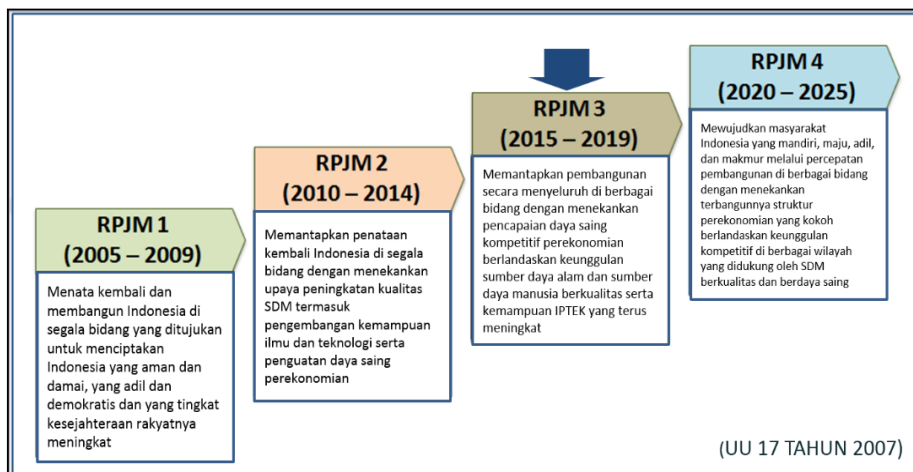 RPJM 1
(2005 – 2009)
Menata kembali dan
membangun Indonesia di
segala bidang yang ditujukan
untuk menciptakan
Indonesia yang aman dan
damai, yang adil dan
demokratis dan yang tingkat
kesejahteraan rakyatnya
meningkat
RPJM 2
(2010 – 2014)
Memantapkan penataan
kembali Indonesia di segala
bidang dengan menekankan
upaya peningkatan kualitas
SDM termasuk
pengembangan kemampuan
ilmu dan teknologi serta
penguatan daya saing
perekonomian
RPJM 3
(2015 – 2019)
Memantapkan pembangunan
secara menyeluruh di berbagai
bidang dengan menekankan
pencapaian daya saing
kompetitif perekonomian
berlandaskan keunggulan
sumber daya alam dan sumber
daya manusia berkualitas serta
kemampuan IPTEK yang terus
meningkat
RPJM 4
(2020 – 2025)
Mewujudkan masyarakat
Indonesia yang mandiri, maju, adil,
dan makmur melalui percepatan
pembangunan di berbagai bidang
dengan menekankan
terbangunnya struktur
perekonomian yang kokoh
berlandaskan keunggulan
kompetitif di berbagai wilayah
yang didukung oleh SDM
berkualitas dan berdaya saing
(UU 17 TAHUN 2007)